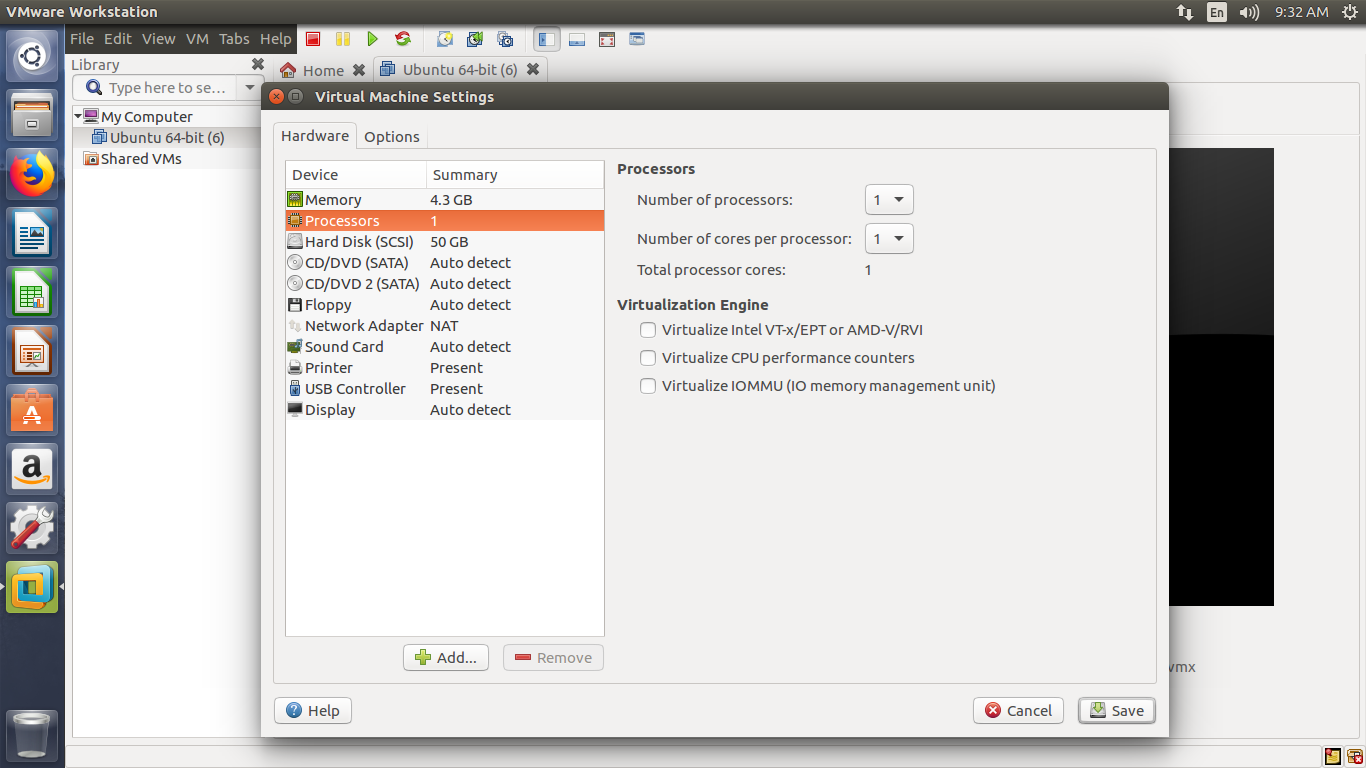 VMware Workstation
En
9:32 AM
File Edit View VM Tabs Help
Library
Type here to se...
My Computer
Ubuntu 64-bit (6)
Shared VMs
Home
Ubuntu 64-bit (6)
Virtual Machine Settings
Hardware
Options
Device Summary
Memory 4.3 GB
Processors 1
Hard Disk (SCSI) 50 GB
CD/DVD (SATA) Auto detect
CD/DVD 2 (SATA) Auto detect
Floppy Auto detect
Network Adapter NAT
Sound Card Auto detect
Printer Present
USB Controller Present
Display Auto detect
Add...
Remove
Processors
Number of processors: 1
Number of cores per processor: 1
Total processor cores: 1
Virtualization Engine
Virtualize Intel VT-x/EPT or AMD-V/RVI
Virtualize CPU performance counters
Virtualize IOMMU (IO memory management unit)
vmx
Help
Cancel
Save